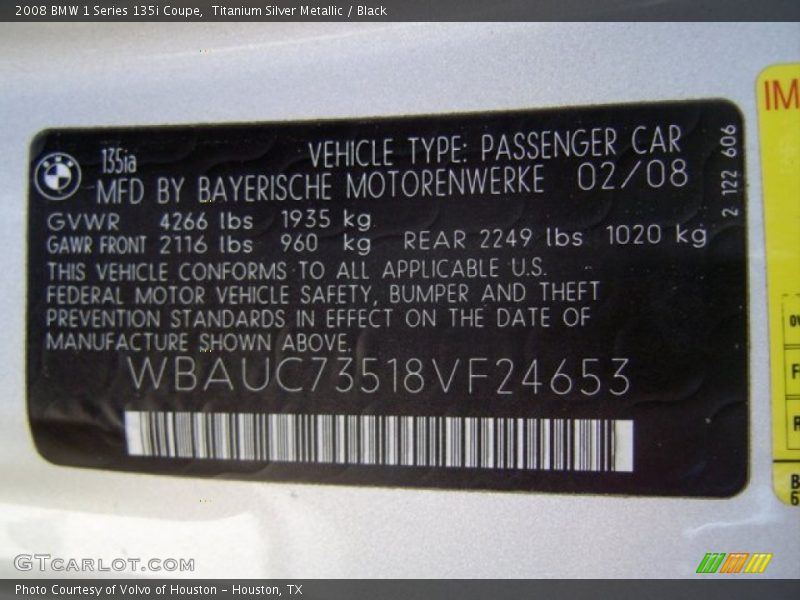 2008 BMW 1 Series 135i Coupe,  Titanium Silver Metallic / Black
IM
BMW
135ia
VEHICLE TYPE: PASSENGER CAR
MFD BY BAYERISCHE MOTORENWERKE 02/08
2 122 606
GVWR 4266 lbs 1935 kg
GAWR FRONT 2116 lbs 960 kg REAR 2249 lbs 1020 kg
THIS VEHICLE CONFORMS TO ALL APPLICABLE U.S.
FEDERAL MOTOR VEHICLE SAFETY, BUMPER AND THEFT
PREVENTION STANDARDS IN EFFECT ON THE DATE OF
MANUFACTURE SHOWN ABOVE.
WBAUC73518VF24653
GTCARLOT.COM
Photo Courtesy of Volvo of Houston – Houston, TX